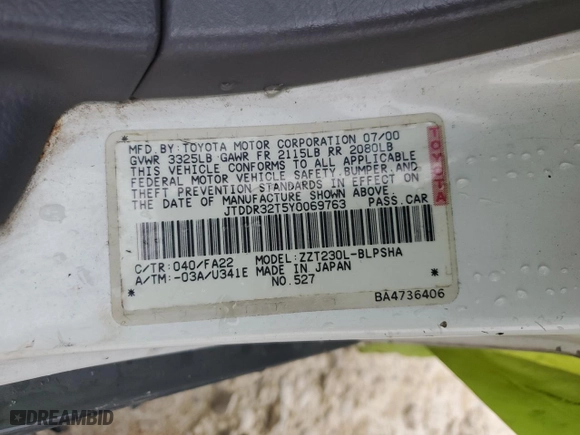 MFD. BY: TOYOTA MOTOR CORPORATION 07/00
GVWR 3325LB GAWR FR 2115LB RR 2080LB
THIS VEHICLE CONFORMS TO ALL APPLICABLE
FEDERAL MOTOR VEHICLE SAFETY, BUMPER, AND
THEFT PREVENTION STANDARDS IN EFFECT ON
THE DATE OF MANUFACTURE SHOWN ABOVE.
JTDDR32T5Y0069763 PASS. CAR
TOYOTA
C/TR: 040/FA22 MODEL: ZZT230L-BLPSHA
A/TM: -03A/U341E MADE IN JAPAN
NO. 527
BA4736406
DREAMBID